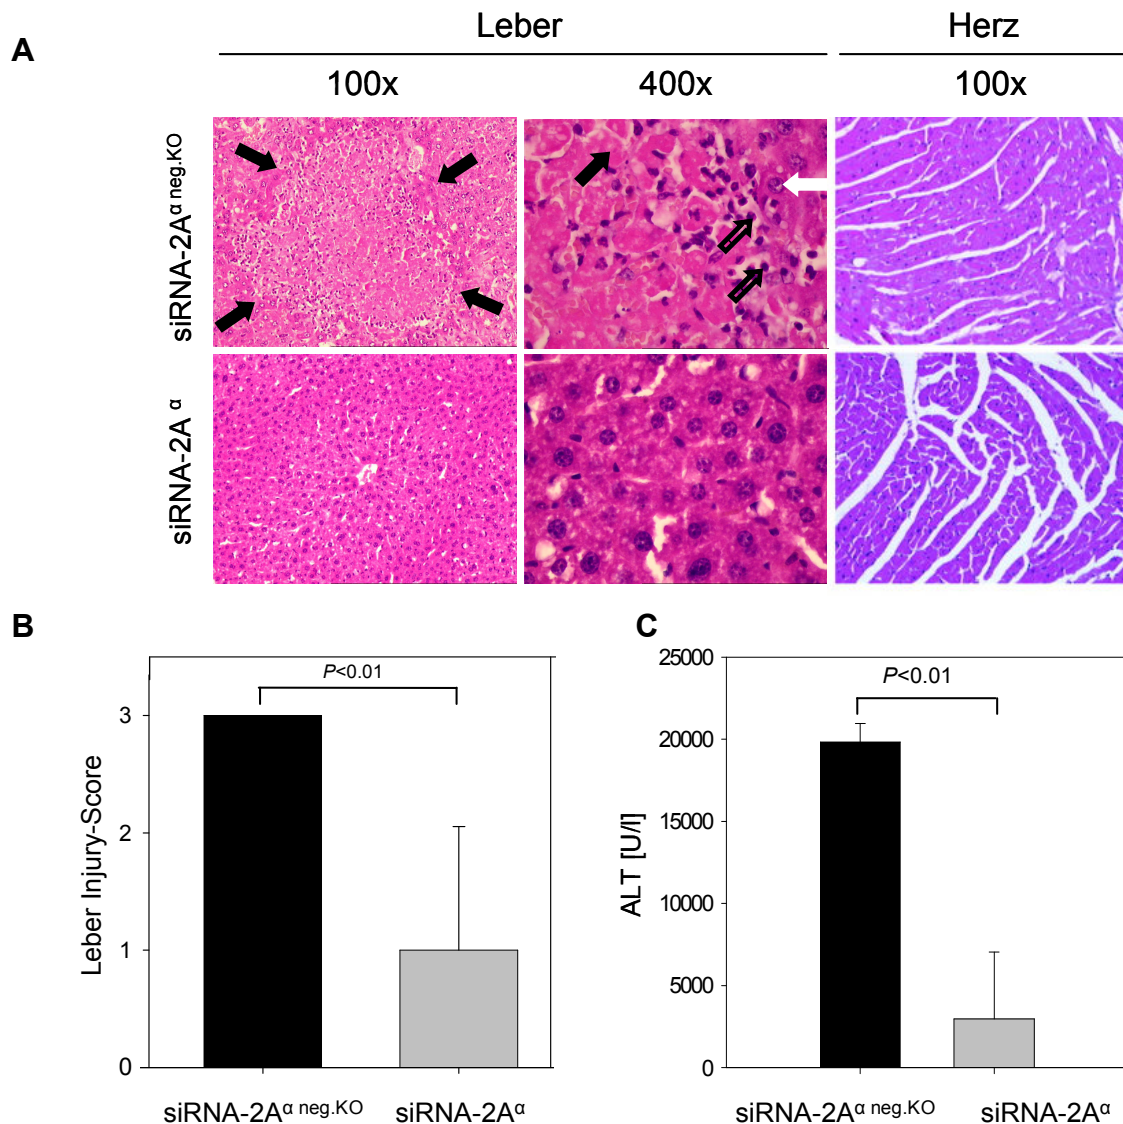 A
Leber
Herz
100x
400x
100x
siRNA-2Aα neg.KO
siRNA-2A α
B
P<0.01
Leber Injury-Score
3
2
1
0
siRNA-2Aα neg.KO
siRNA-2Aα
C
P<0.01
ALT [U/l]
25000
20000
15000
10000
5000
0
siRNA-2Aα neg.KO
siRNA-2Aα